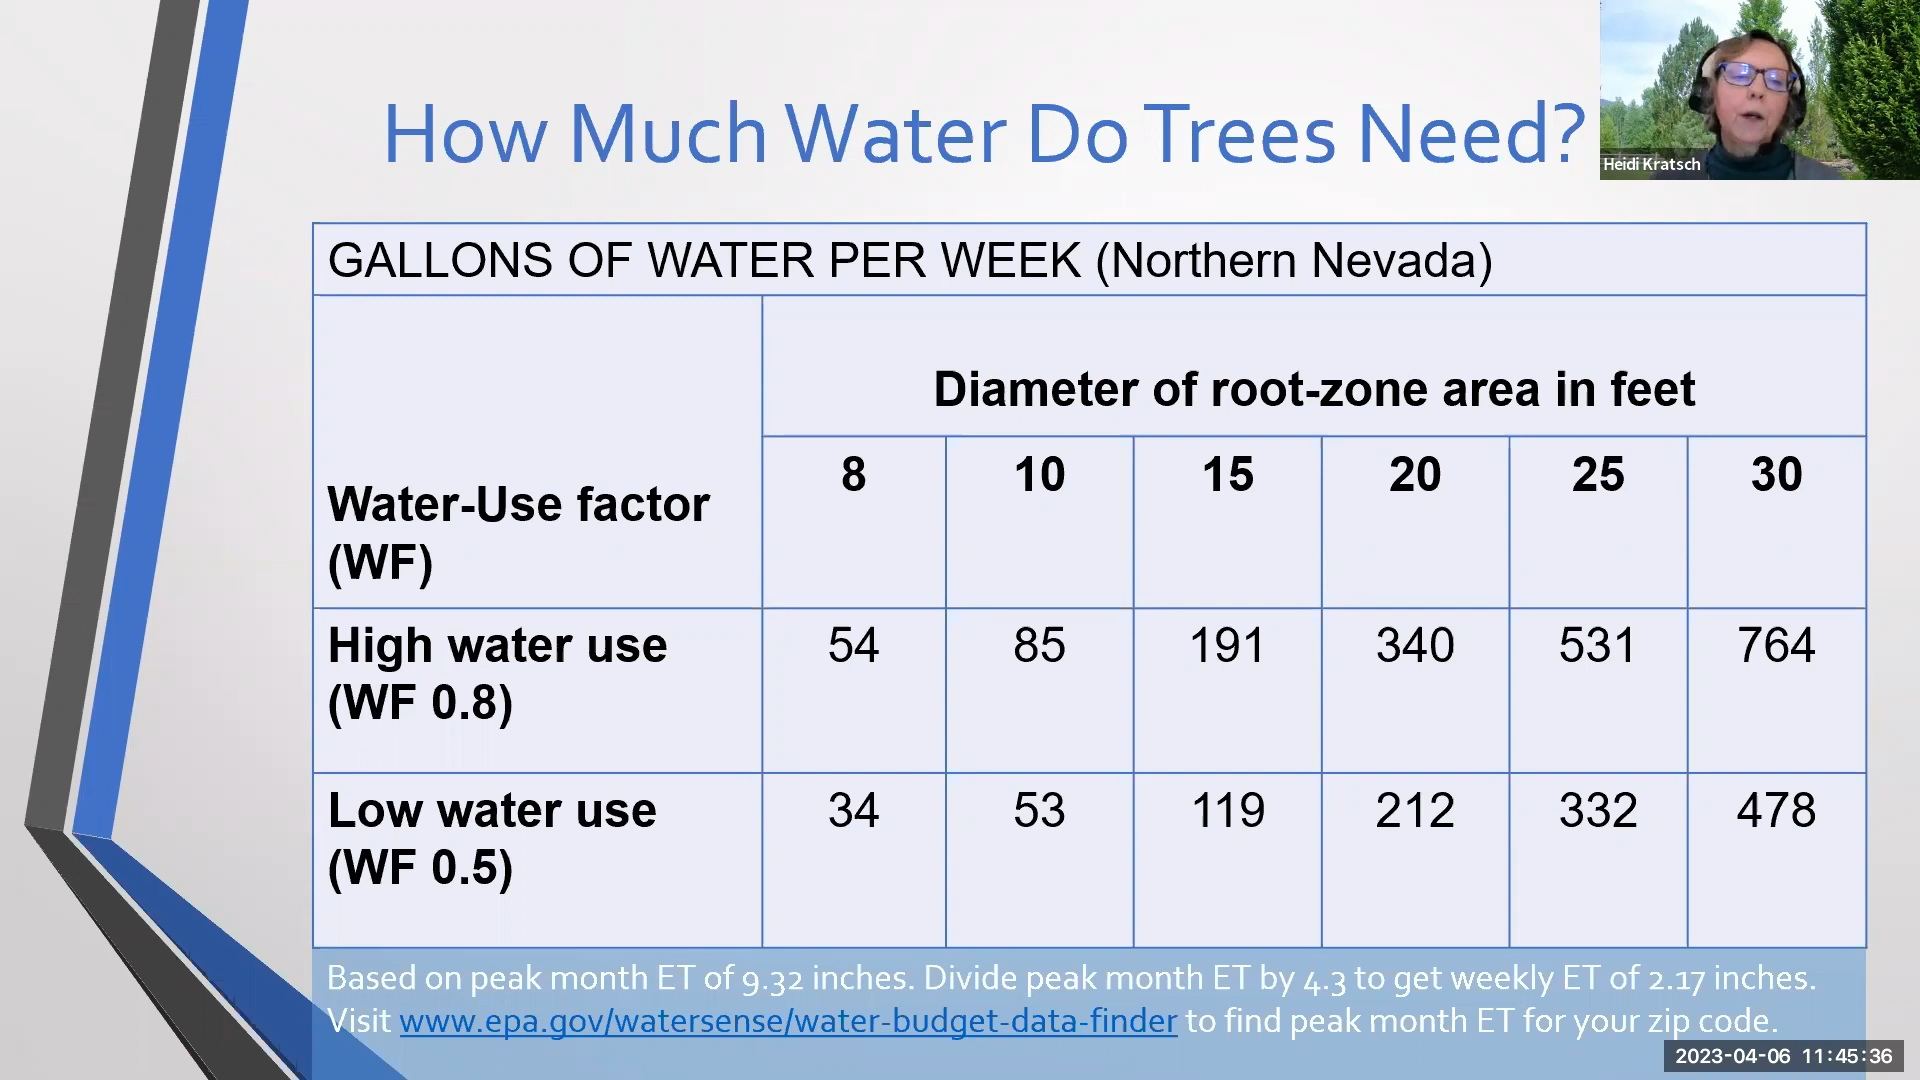 How Much Water Do Trees Need?
Heidi Kratsch
GALLONS OF WATER PER WEEK (Northern Nevada)
Water-Use factor
(WF)
Diameter of root-zone area in feet
8 10 15 20 25 30
High water use
(WF 0.8)
54 85 191 340 531 764
Low water use
(WF 0.5)
34 53 119 212 332 478
Based on peak month ET of 9.32 inches. Divide peak month ET by 4.3 to get weekly ET of 2.17 inches.
Visit www.epa.gov/watersense/water-budget-data-finder to find peak month ET for your zip code.
2023-04-06 11:45:36